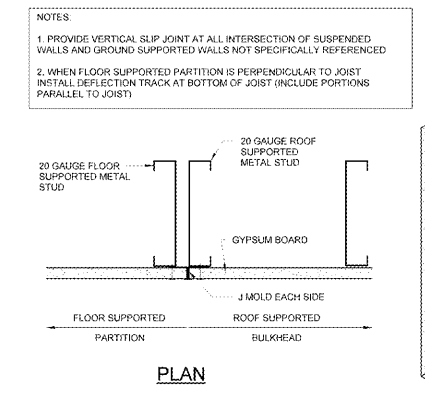 NOTES:
1. PROVIDE VERTICAL SLIP JOINT AT ALL INTERSECTION OF SUSPENDED
WALLS AND GROUND SUPPORTED WALLS NOT SPECIFICALLY REFERENCED
2. WHEN FLOOR SUPPORTED PARTITION IS PERPENDICULAR TO JOIST
INSTALL DEFLECTION TRACK AT BOTTOM OF JOIST (INCLUDE PORTIONS
PARALLEL TO JOIST)
20 GAUGE ROOF
SUPPORTED
METAL STUD
20 GAUGE FLOOR
SUPPORTED METAL
STUD
GYPSUM BOARD
J MOLD EACH SIDE
FLOOR SUPPORTED
PARTITION
ROOF SUPPORTED
BULKHEAD
PLAN